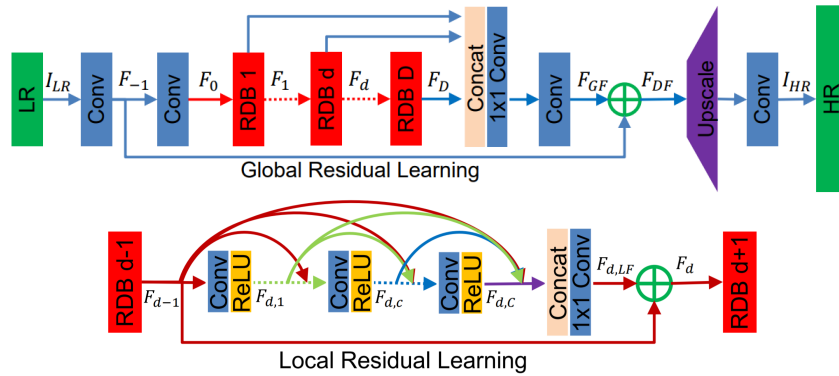 LR
I_LR
Conv
F_−1
Conv
F_0
RDB 1
F_1
RDB d
F_d
RDB D
F_D
Concat
1x1 Conv
Conv
F_GF
F_DF
Upscale
Conv
I_HR
HR
Global Residual Learning
RDB d-1
F_d−1
Conv
ReLU
F_d,1
Conv
ReLU
F_d,c
Conv
ReLU
F_d,C
Concat
1x1 Conv
F_d,LF
F_d
RDB d+1
Local Residual Learning